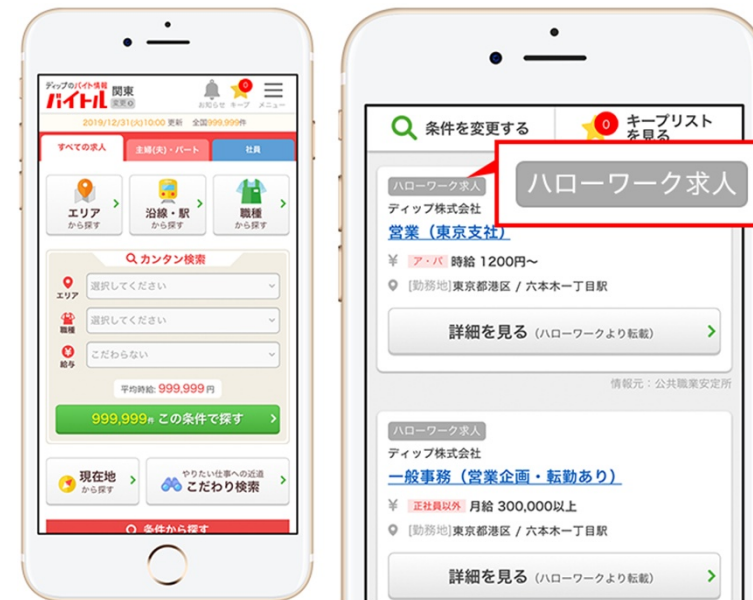 ディップのバイト情報
バイトル
関東
変更
お知らせ
0
キープ
メニュー
2019/12/31(火)10:00 更新 全国999,999件
すべての求人
主婦(夫)・パート
社員
エリア
から探す
沿線・駅
から探す
職種
から探す
カンタン検索
エリア
選択してください
職種
選択してください
給与
こだわらない
平均時給: 999,999 円
999,999件 この条件で探す
現在地
から探す
やりたい仕事への近道
こだわり検索
条件から探す
条件を変更する
0
キープリスト
を見る
ハローワーク求人
ハローワーク求人
ディップ株式会社
営業（東京支社）
¥ ア・パ 時給 1200円〜
[勤務地]東京都港区 / 六本木一丁目駅
詳細を見る（ハローワークより転載）
情報元：公共職業安定所
ハローワーク求人
ディップ株式会社
一般事務（営業企画・転勤あり）
¥ 正社員以外 月給 300,000以上
[勤務地]東京都港区 / 六本木一丁目駅
詳細を見る（ハローワークより転載）